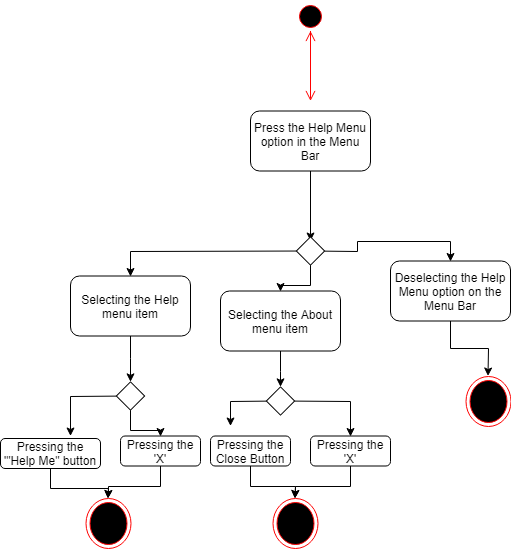 Press the Help Menu
option in the Menu
Bar
Selecting the Help
menu item
Selecting the About
menu item
Deselecting the Help
Menu option on the
Menu Bar
Pressing the
'"Help Me" button
Pressing the
'X'
Pressing the
Close Button
Pressing the
'X'